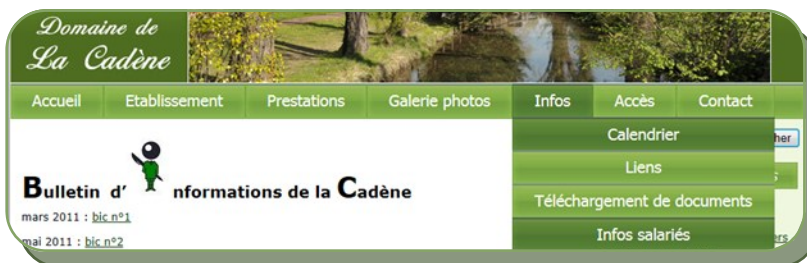 Domaine de
La Cadène
Accueil Etablissement Prestations Galerie photos Infos Accès Contact
Calendrier
Liens
Téléchargement de documents
Infos salariés
Bulletin d' nformations de la Cadène
mars 2011 : bic n°1
mai 2011 : bic n°2